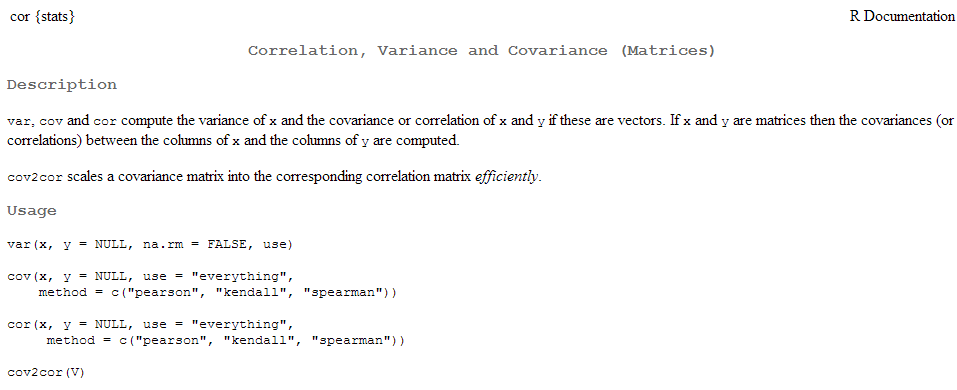 cor {stats}
R Documentation
Correlation, Variance and Covariance (Matrices)
Description
var, cov and cor compute the variance of x and the covariance or correlation of x and y if these are vectors. If x and y are matrices then the covariances (or
correlations) between the columns of x and the columns of y are computed.
cov2cor scales a covariance matrix into the corresponding correlation matrix efficiently.
Usage
var(x, y = NULL, na.rm = FALSE, use)
cov(x, y = NULL, use = "everything",
    method = c("pearson", "kendall", "spearman"))
cor(x, y = NULL, use = "everything",
     method = c("pearson", "kendall", "spearman"))
cov2cor(V)